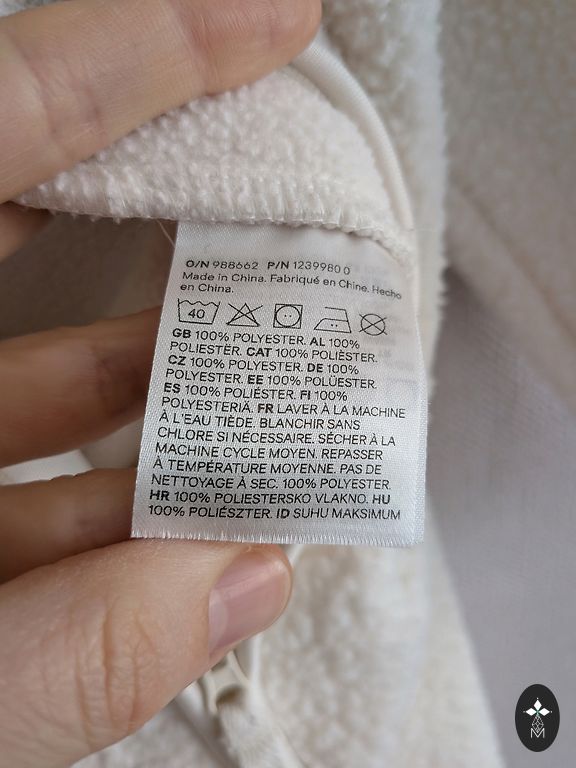 O/N 988662 P/N 1239980 0
Made in China. Fabriqué en Chine. Hecho
en China.
40
GB 100% POLYESTER. AL 100%
POLIESTËR. CAT 100% POLIÈSTER.
CZ 100% POLYESTER. DE 100%
POLYESTER. EE 100% POLÜESTER.
ES 100% POLIÉSTER. FI 100%
POLYESTERIÄ. FR LAVER À LA MACHINE
À L'EAU TIÈDE. BLANCHIR SANS
CHLORE SI NÉCESSAIRE. SÉCHER À LA
MACHINE CYCLE MOYEN. REPASSER
À TEMPÉRATURE MOYENNE. PAS DE
NETTOYAGE À SEC. 100% POLYESTER.
HR 100% POLIESTERSKO VLAKNO. HU
100% POLIÉSZTER. ID SUHU MAKSIMUM
M